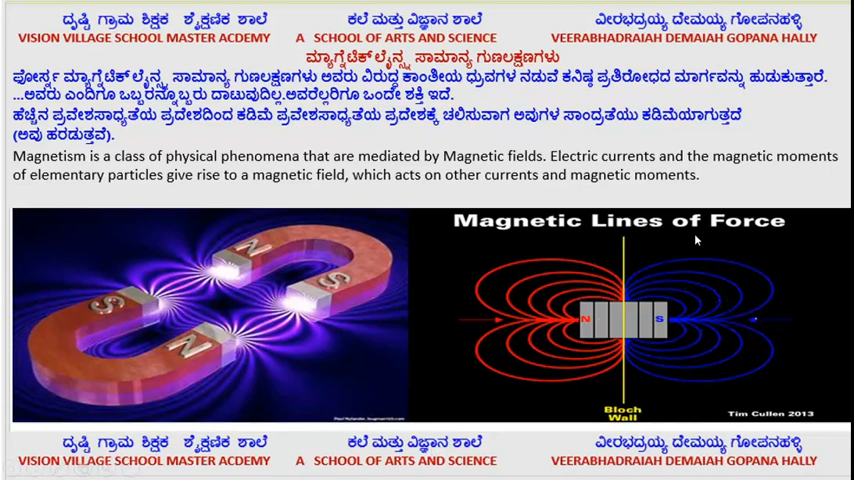 ದೃಷ್ಟಿ ಗ್ರಾಮ ಶಿಕ್ಷಕ ಶೈಕ್ಷಣಿಕ ಶಾಲೆ ಕಲೆ ಮತ್ತು ವಿಜ್ಞಾನ ಶಾಲೆ ವೀರಭದ್ರಯ್ಯ ದೇಮಯ್ಯ ಗೋಪನಹಳ್ಳಿ
VISION VILLAGE SCHOOL MASTER ACDEMY A SCHOOL OF ARTS AND SCIENCE VEERABHADRAIAH DEMAIAH GOPANA HALLY
ಮ್ಯಾಗ್ನೆಟಿಕ್ ಲೈನ್ಸ್ನ ಸಾಮಾನ್ಯ ಗುಣಲಕ್ಷಣಗಳು
ಫೋರ್ಸ್ನ ಮ್ಯಾಗ್ನೆಟಿಕ್ ಲೈನ್ಸ್ನ ಸಾಮಾನ್ಯ ಗುಣಲಕ್ಷಣಗಳು ಅವರು ವಿರುದ್ಧ ಕಾಂತೀಯ ಧ್ರುವಗಳ ನಡುವೆ ಕನಿಷ್ಠ ಪ್ರತಿರೋಧದ ಮಾರ್ಗವನ್ನು ಹುಡುಕುತ್ತಾರೆ.
...ಅವರು ಎಂದಿಗೂ ಒಬ್ಬರನ್ನೊಬ್ಬರು ದಾಟುವುದಿಲ್ಲ.ಅವರೆಲ್ಲರಿಗೂ ಒಂದೇ ಶಕ್ತಿ ಇದೆ.
ಹೆಚ್ಚಿನ ಪ್ರವೇಶಸಾಧ್ಯತೆಯ ಪ್ರದೇಶದಿಂದ ಕಡಿಮೆ ಪ್ರವೇಶಸಾಧ್ಯತೆಯ ಪ್ರದೇಶಕ್ಕೆ ಚಲಿಸುವಾಗ ಅವುಗಳ ಸಾಂದ್ರತೆಯು ಕಡಿಮೆಯಾಗುತ್ತದೆ
(ಅವು ಹರಡುತ್ತವೆ).
Magnetism is a class of physical phenomena that are mediated by Magnetic fields. Electric currents and the magnetic moments
of elementary particles give rise to a magnetic field, which acts on other currents and magnetic moments.
Magnetic Lines of Force
N
S
S
N
N
S
Bloch
Wall
Tim Cullen 2013
ದೃಷ್ಟಿ ಗ್ರಾಮ ಶಿಕ್ಷಕ ಶೈಕ್ಷಣಿಕ ಶಾಲೆ ಕಲೆ ಮತ್ತು ವಿಜ್ಞಾನ ಶಾಲೆ ವೀರಭದ್ರಯ್ಯ ದೇಮಯ್ಯ ಗೋಪನಹಳ್ಳಿ
VISION VILLAGE SCHOOL MASTER ACDEMY A SCHOOL OF ARTS AND SCIENCE VEERABHADRAIAH DEMAIAH GOPANA HALLY